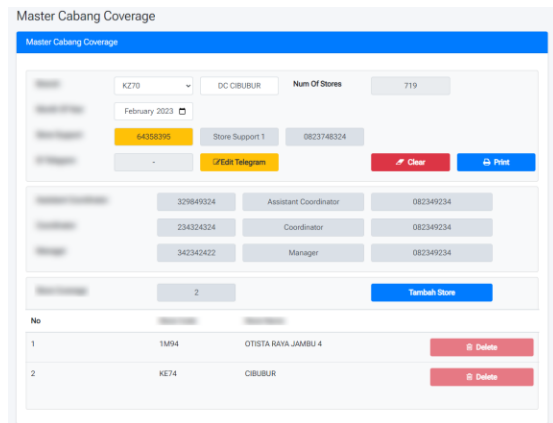 Master Cabang Coverage
Master Cabang Coverage
KZ70 DC CIBUBUR Num Of Stores 719
February 2023
64358395 Store Support 1 0823748324
- Edit Telegram Clear Print
329849324 Assistant Coordinator 082349234
234324324 Coordinator 082349234
342342422 Manager 082349234
2 Tambah Store
No
1 1M94 OTISTA RAYA JAMBU 4 Delete
2 KE74 CIBUBUR Delete